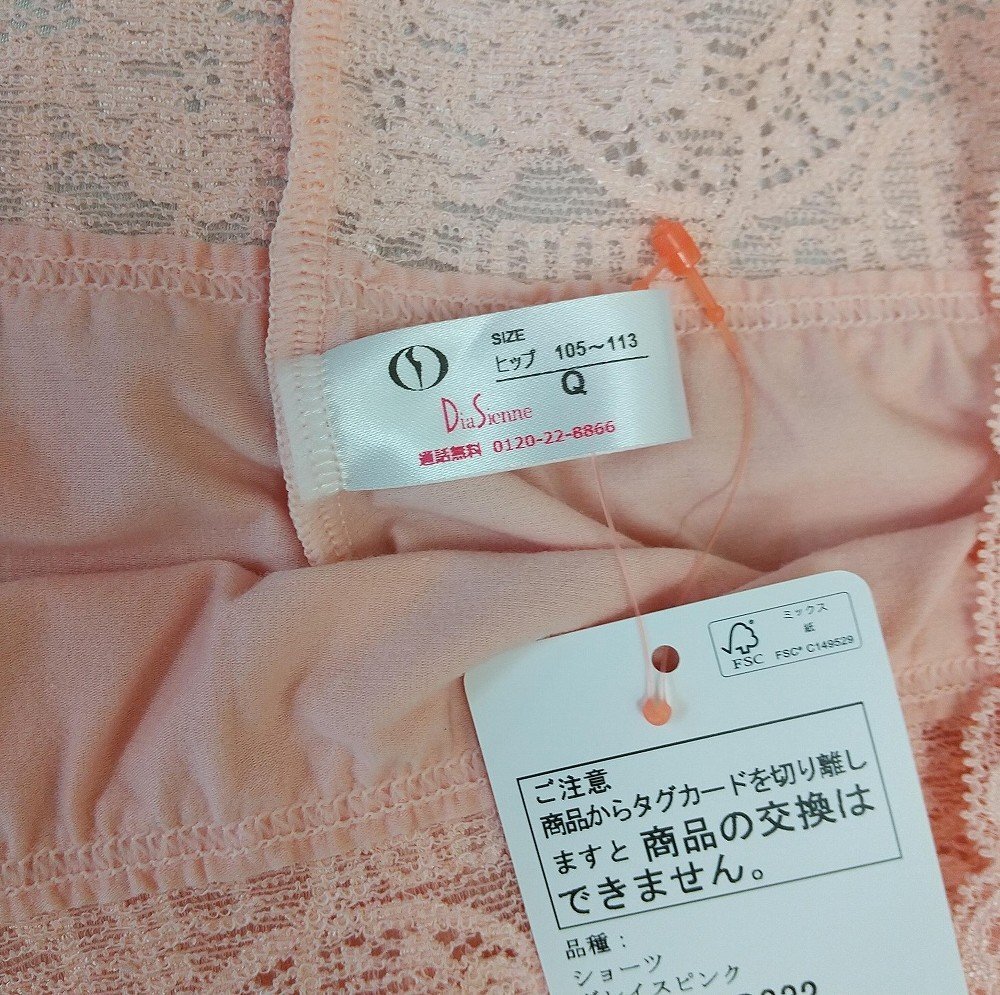 SIZE
ヒップ 105～113
Q
DiaSienne
通話無料 0120-22-8866
ミックス
紙
FSC
FSC® C149529
ご注意
商品からタグカードを切り離し
ますと 商品の交換は
できません。
品種：
ショーツ